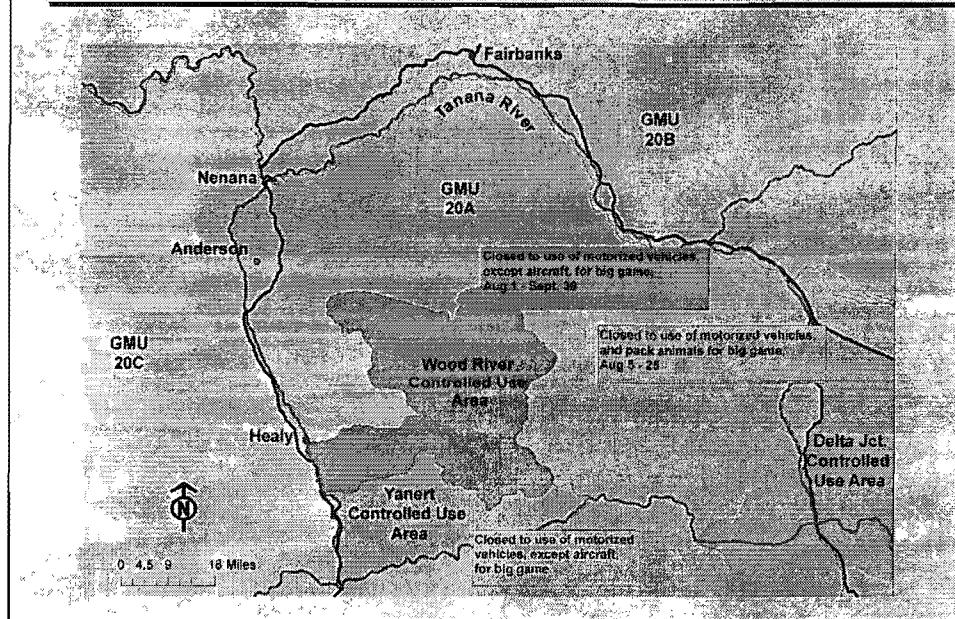 Fairbanks
Tanana River
GMU
20B
Nenana
GMU
20A
Anderson
Closed to use of motorized vehicles,
except aircraft, for big game,
Aug 1 - Sept. 30
GMU
20C
Closed to use of motorized vehicles
and pack animals for big game,
Aug 5 - 25
Wood River
Controlled Use
Area
Healy
Delta Jct.
Controlled
Use Area
Yanert
Controlled Use
Area
N
Closed to use of motorized
vehicles, except aircraft,
for big game
0 4.5 9 18 Miles